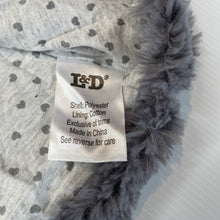 L&D
Shell: Polyester
Lining: Cotton
Exclusive of trims
Made in China
See reverse for care